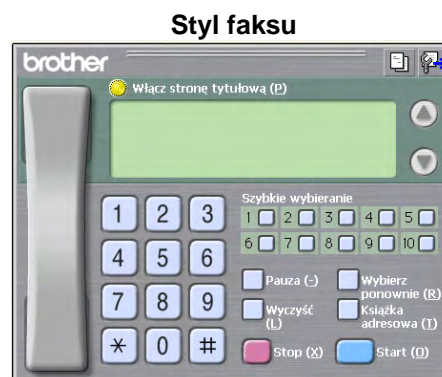 Styl faksu
brother
Włącz stronę tytułową (P)
Szybkie wybieranie
1 2 3 4 5
6 7 8 9 10
1 2 3
4 5 6
7 8 9
* 0 #
Pauza (-)
Wybierz
ponownie (R)
Wyczyść
(L)
Książka
adresowa (T)
Stop (X)
Start (O)